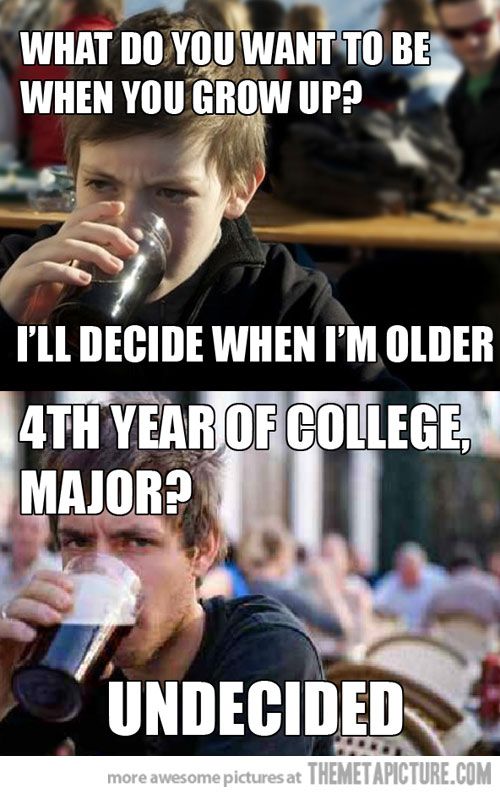 WHAT DO YOU WANT TO BE
WHEN YOU GROW UP?
I'LL DECIDE WHEN I'M OLDER
4TH YEAR OF COLLEGE,
MAJOR?
UNDECIDED
more awesome pictures at THEMETAPICTURE.COM